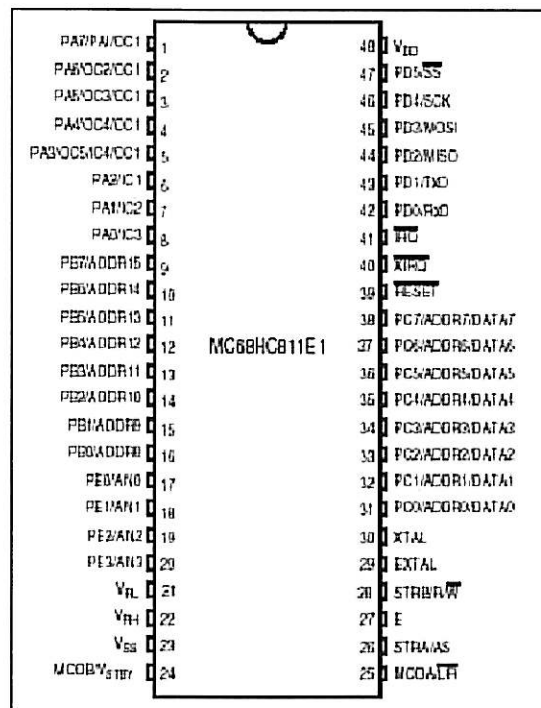 PA7/PAI/OC1 1
PA6/OC2/OC1 2
PA5/OC3/OC1 3
PA4/OC4/OC1 4
PA3/OC5/IC4/OC1 5
PA2/IC1 6
PA1/IC2 7
PA0/IC3 8
PB7/ADDR15 9
PB6/ADDR14 10
PB5/ADDR13 11
PB4/ADDR12 12
PB3/ADDR11 13
PB2/ADDR10 14
PB1/ADDR9 15
PB0/ADDR8 16
PE0/AN0 17
PE1/AN1 18
PE2/AN2 19
PE3/AN3 20
VRL 21
VRH 22
VSS 23
MODB/VSTBY 24
MC68HC811E1
48 VDD
47 PD5/SS
46 PD4/SCK
45 PD3/MOSI
44 PD2/MISO
43 PD1/TxD
42 PD0/RxD
41 IRQ
40 XIRQ
39 RESET
38 PC7/ADDR7/DATA7
37 PC6/ADDR6/DATA6
36 PC5/ADDR5/DATA5
35 PC4/ADDR4/DATA4
34 PC3/ADDR3/DATA3
33 PC2/ADDR2/DATA2
32 PC1/ADDR1/DATA1
31 PC0/ADDR0/DATA0
30 XTAL
29 EXTAL
28 STRB/R/W
27 E
26 STRA/AS
25 MODA/LIR